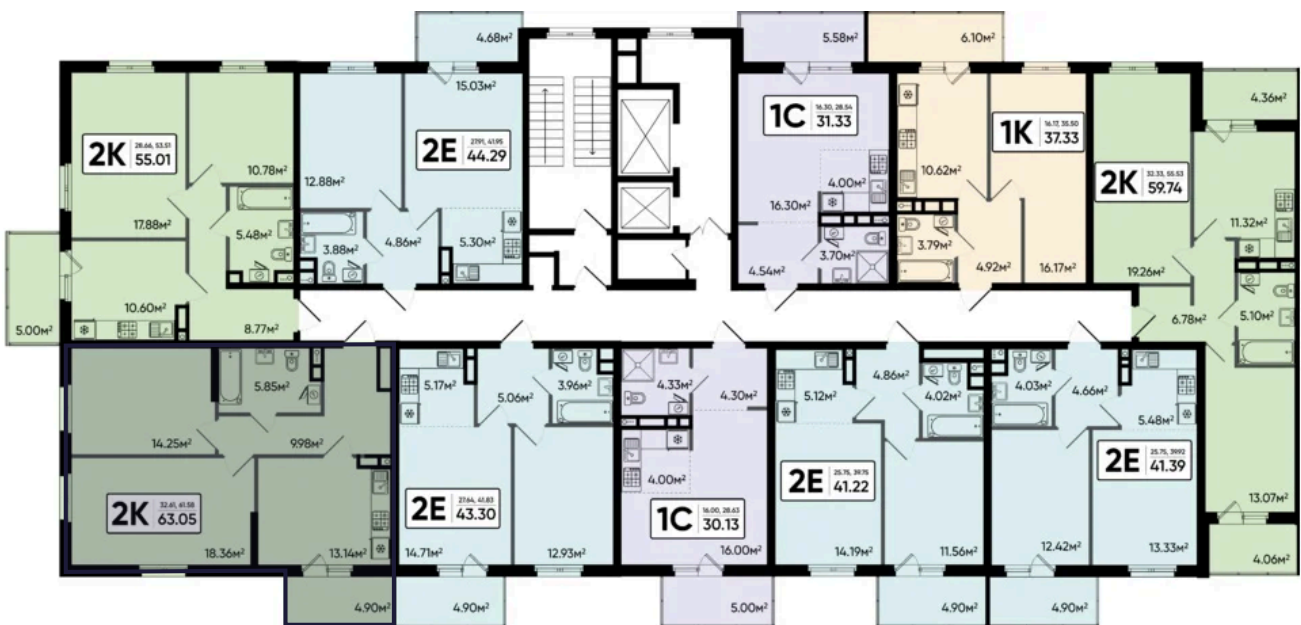 4.68м²
5.58м²
6.10м²
15.03м²
4.36м²
2К
28.66, 53.51
55.01
10.78м²
17.88м²
5.48м²
12.88м²
2Е
27.91, 41.95
44.29
3.88м²
4.86м²
5.30м²
1С
16.30, 28.54
31.33
4.00м²
16.30м²
3.70м²
4.54м²
10.62м²
1К
16.17, 35.50
37.33
3.79м²
4.92м²
16.17м²
2К
32.33, 55.53
59.74
11.32м²
19.26м²
6.78м²
5.10м²
10.60м²
5.00м²
8.77м²
5.85м²
14.25м²
9.98м²
2К
32.61, 61.58
63.05
18.36м²
13.14м²
4.90м²
5.17м²
5.06м²
3.96м²
2Е
27.64, 41.83
43.30
14.71м²
12.93м²
4.90м²
4.33м²
4.30м²
4.00м²
1С
16.00, 28.63
30.13
16.00м²
5.00м²
5.12м²
4.86м²
4.02м²
2Е
25.75, 39.75
41.22
14.19м²
11.56м²
4.90м²
4.03м²
4.66м²
5.48м²
2Е
25.75, 39.92
41.39
12.42м²
13.33м²
4.90м²
13.07м²
4.06м²